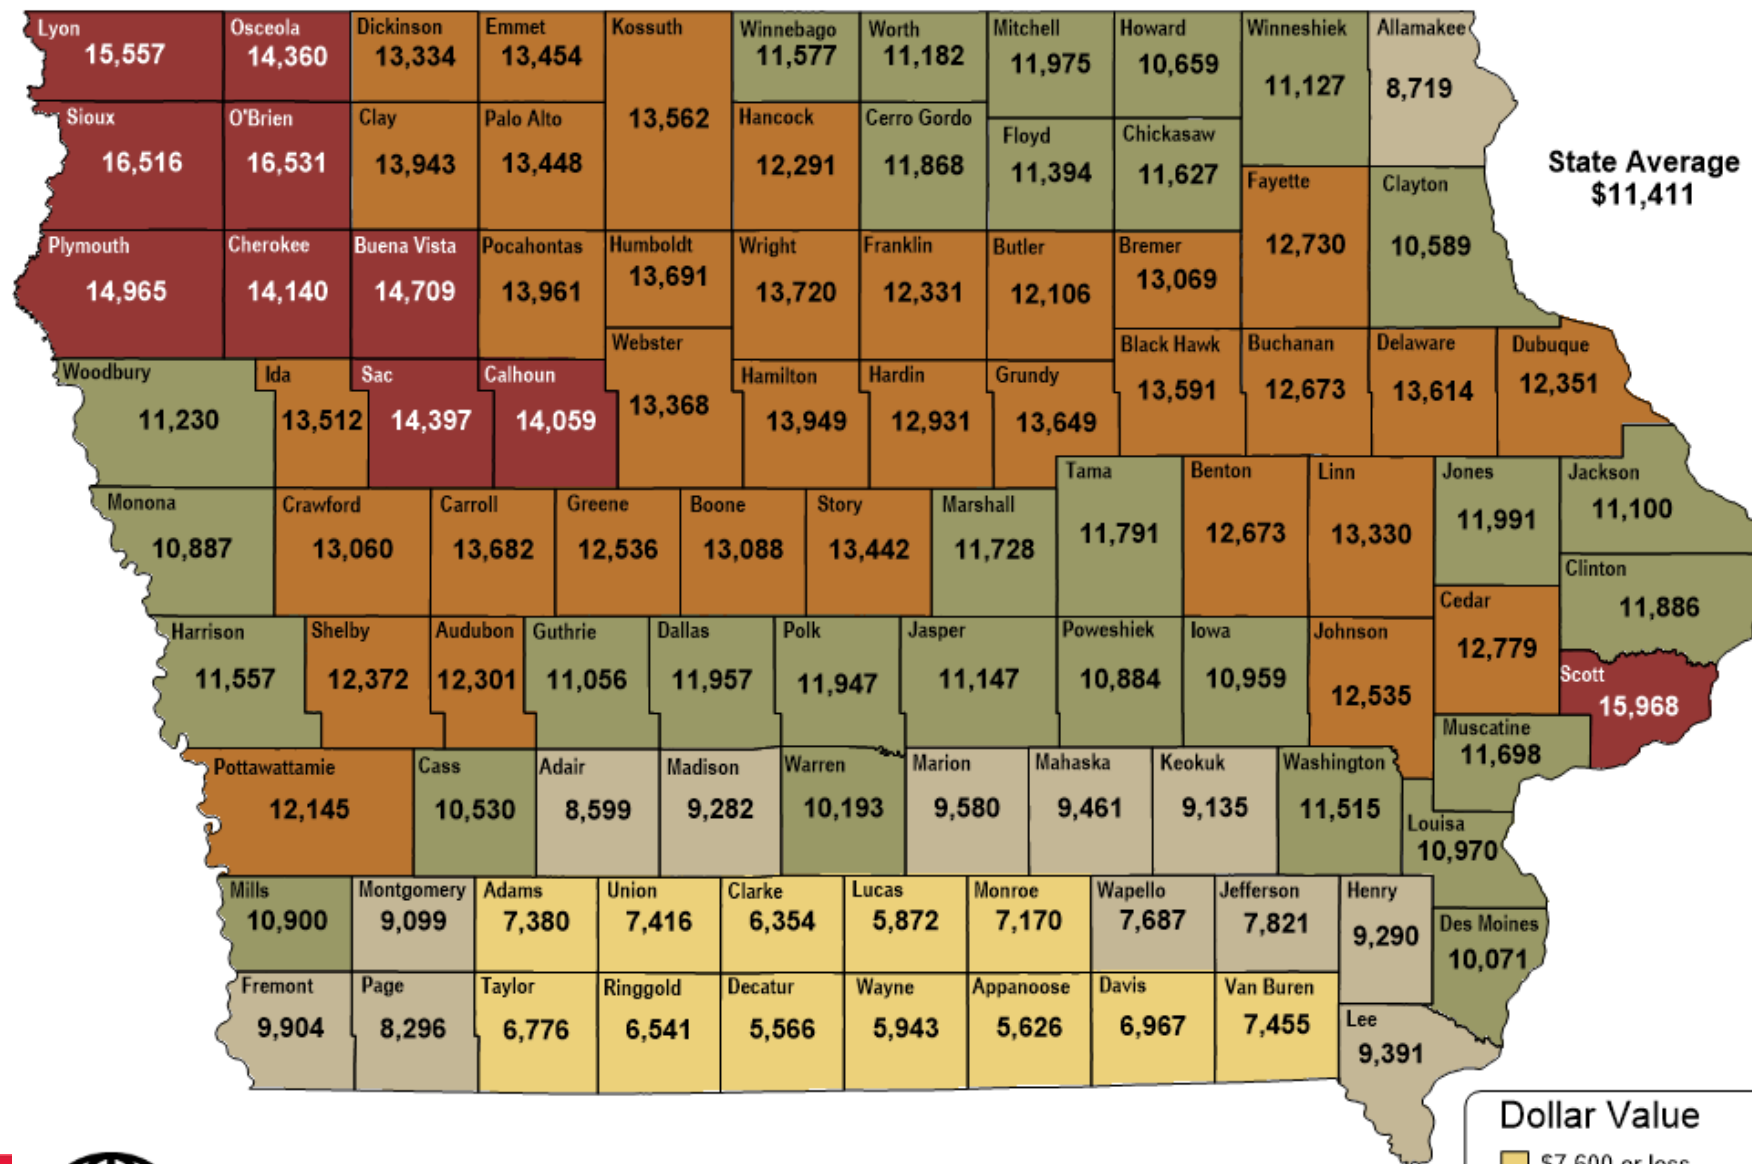 Lyon
15,557
Osceola
14,360
Dickinson
13,334
Emmet
13,454
Kossuth
13,562
Winnebago
11,577
Worth
11,182
Mitchell
11,975
Howard
10,659
Winneshiek
11,127
Allamakee
8,719
Sioux
16,516
O'Brien
16,531
Clay
13,943
Palo Alto
13,448
Hancock
12,291
Cerro Gordo
11,868
Floyd
11,394
Chickasaw
11,627
State Average
$11,411
Fayette
12,730
Clayton
10,589
Plymouth
14,965
Cherokee
14,140
Buena Vista
14,709
Pocahontas
13,961
Humboldt
13,691
Wright
13,720
Franklin
12,331
Butler
12,106
Bremer
13,069
Woodbury
11,230
Ida
13,512
Sac
14,397
Calhoun
14,059
Webster
13,368
Hamilton
13,949
Hardin
12,931
Grundy
13,649
Black Hawk
13,591
Buchanan
12,673
Delaware
13,614
Dubuque
12,351
Monona
10,887
Crawford
13,060
Carroll
13,682
Greene
12,536
Boone
13,088
Story
13,442
Marshall
11,728
Tama
11,791
Benton
12,673
Linn
13,330
Jones
11,991
Jackson
11,100
Clinton
11,886
Harrison
11,557
Shelby
12,372
Audubon
12,301
Guthrie
11,056
Dallas
11,957
Polk
11,947
Jasper
11,147
Poweshiek
10,884
Iowa
10,959
Johnson
12,535
Cedar
12,779
Scott
15,968
Muscatine
11,698
Pottawattamie
12,145
Cass
10,530
Adair
8,599
Madison
9,282
Warren
10,193
Marion
9,580
Mahaska
9,461
Keokuk
9,135
Washington
11,515
Louisa
10,970
Mills
10,900
Montgomery
9,099
Adams
7,380
Union
7,416
Clarke
6,354
Lucas
5,872
Monroe
7,170
Wapello
7,687
Jefferson
7,821
Henry
9,290
Des Moines
10,071
Fremont
9,904
Page
8,296
Taylor
6,776
Ringgold
6,541
Decatur
5,566
Wayne
5,943
Appanoose
5,626
Davis
6,967
Van Buren
7,455
Lee
9,391
Dollar Value
$7,600 or less